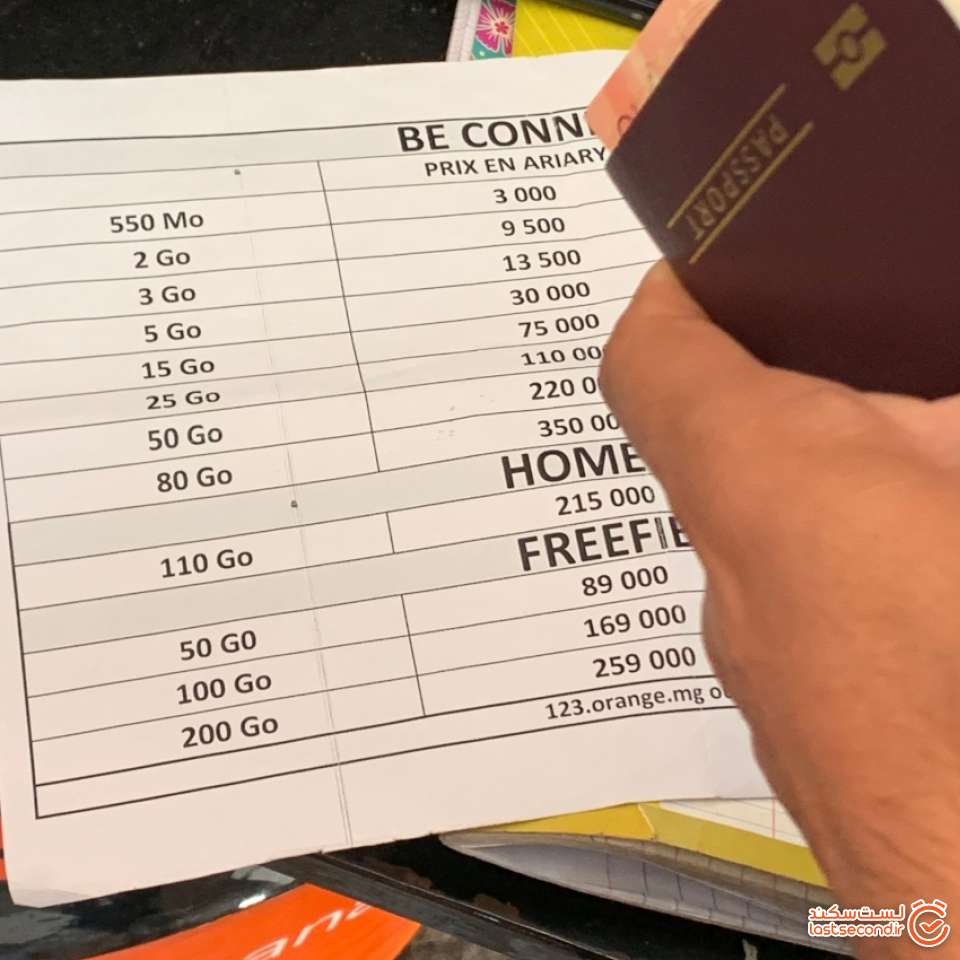 BE CONN
PRIX EN ARIARY
550 Mo 3 000
2 Go 9 500
3 Go 13 500
5 Go 30 000
15 Go 75 000
25 Go 110 00
50 Go 220 0
80 Go 350 00
HOME
110 Go 215 000
FREEFIE
50 G0 89 000
100 Go 169 000
200 Go 259 000
123.orange.mg
PASSPORT
لست‌سکند
lastsecond.ir